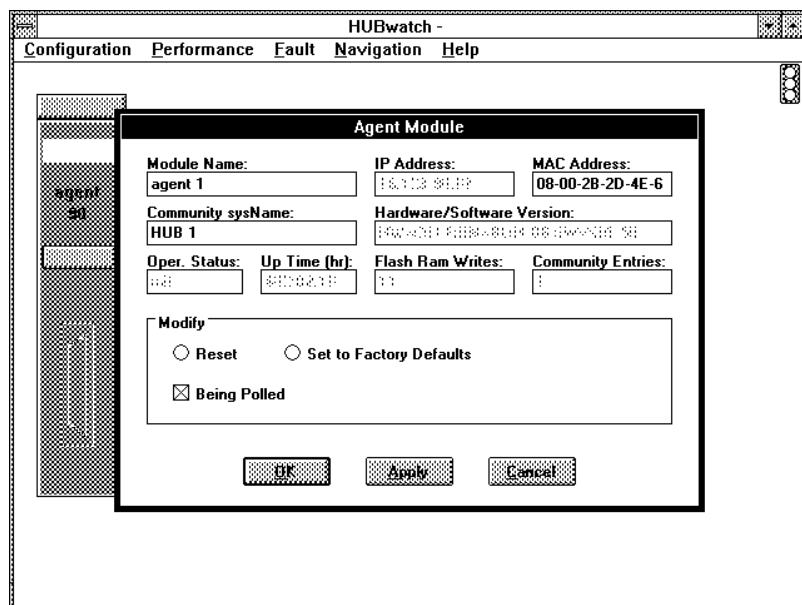 HUBwatch -
Configuration Performance Fault Navigation Help
agent
90
Agent Module
Module Name: IP Address: MAC Address:
agent 1 08-00-2B-2D-4E-6
Community sysName: Hardware/Software Version:
HUB 1
Oper. Status: Up Time (hr): Flash Ram Writes: Community Entries:
Modify
Reset Set to Factory Defaults
Being Polled
OK Apply Cancel